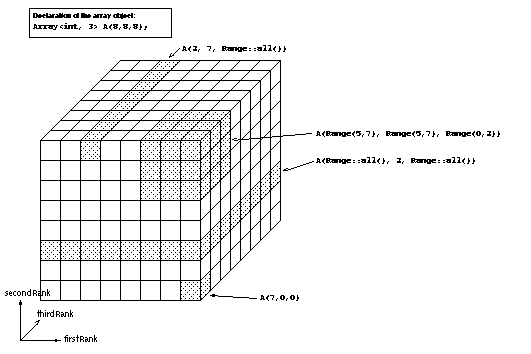 Declaration of the array object:
Array<int, 3> A(8,8,8);
A(2, 7, Range::all())
A(Range(5,7), Range(5,7), Range(0,2))
A(Range::all(), 2, Range::all())
A(7,0,0)
secondRank
thirdRank
firstRank